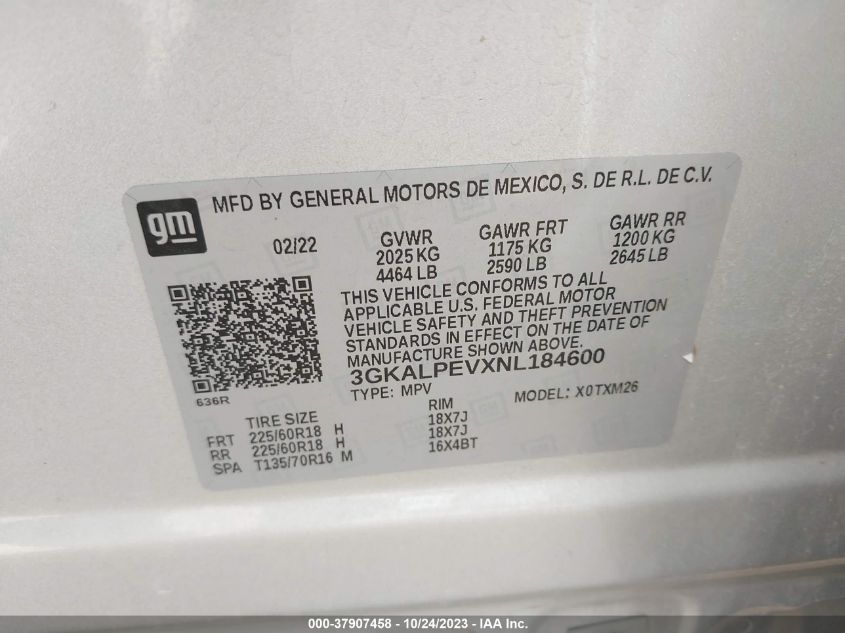 gm
MFD BY GENERAL MOTORS DE MEXICO, S. DE R.L. DE C.V.
02/22
GVWR
2025 KG
4464 LB
GAWR FRT
1175 KG
2590 LB
GAWR RR
1200 KG
2645 LB
THIS VEHICLE CONFORMS TO ALL
APPLICABLE U.S. FEDERAL MOTOR
VEHICLE SAFETY AND THEFT PREVENTION
STANDARDS IN EFFECT ON THE DATE OF
MANUFACTURE SHOWN ABOVE.
3GKALPEVXNL184600
TYPE: MPV
MODEL: X0TXM26
636R
TIRE SIZE
RIM
FRT 225/60R18 H 18X7J
RR 225/60R18 H 18X7J
SPA T135/70R16 M 16X4BT
000-37907458 - 10/24/2023 - IAA Inc.